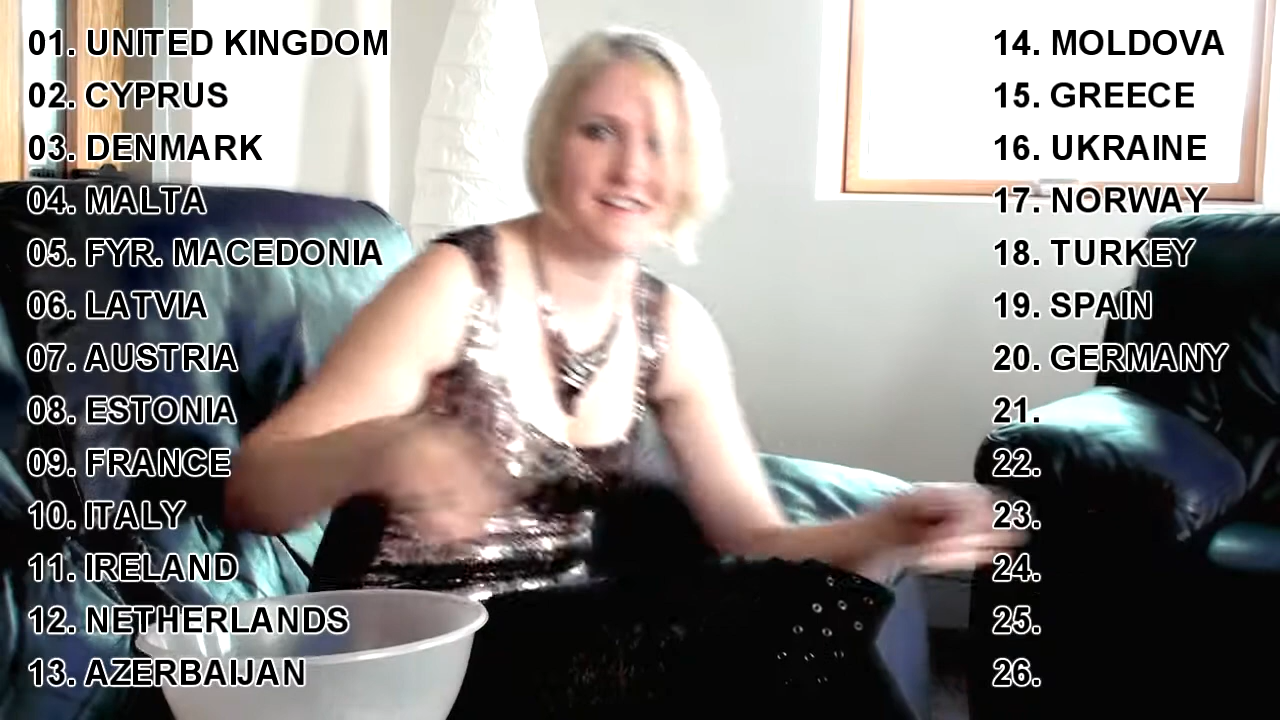 01. UNITED KINGDOM
02. CYPRUS
03. DENMARK
04. MALTA
05. FYR. MACEDONIA
06. LATVIA
07. AUSTRIA
08. ESTONIA
09. FRANCE
10. ITALY
11. IRELAND
12. NETHERLANDS
13. AZERBAIJAN
14. MOLDOVA
15. GREECE
16. UKRAINE
17. NORWAY
18. TURKEY
19. SPAIN
20. GERMANY
21.
22.
23.
24.
25.
26.